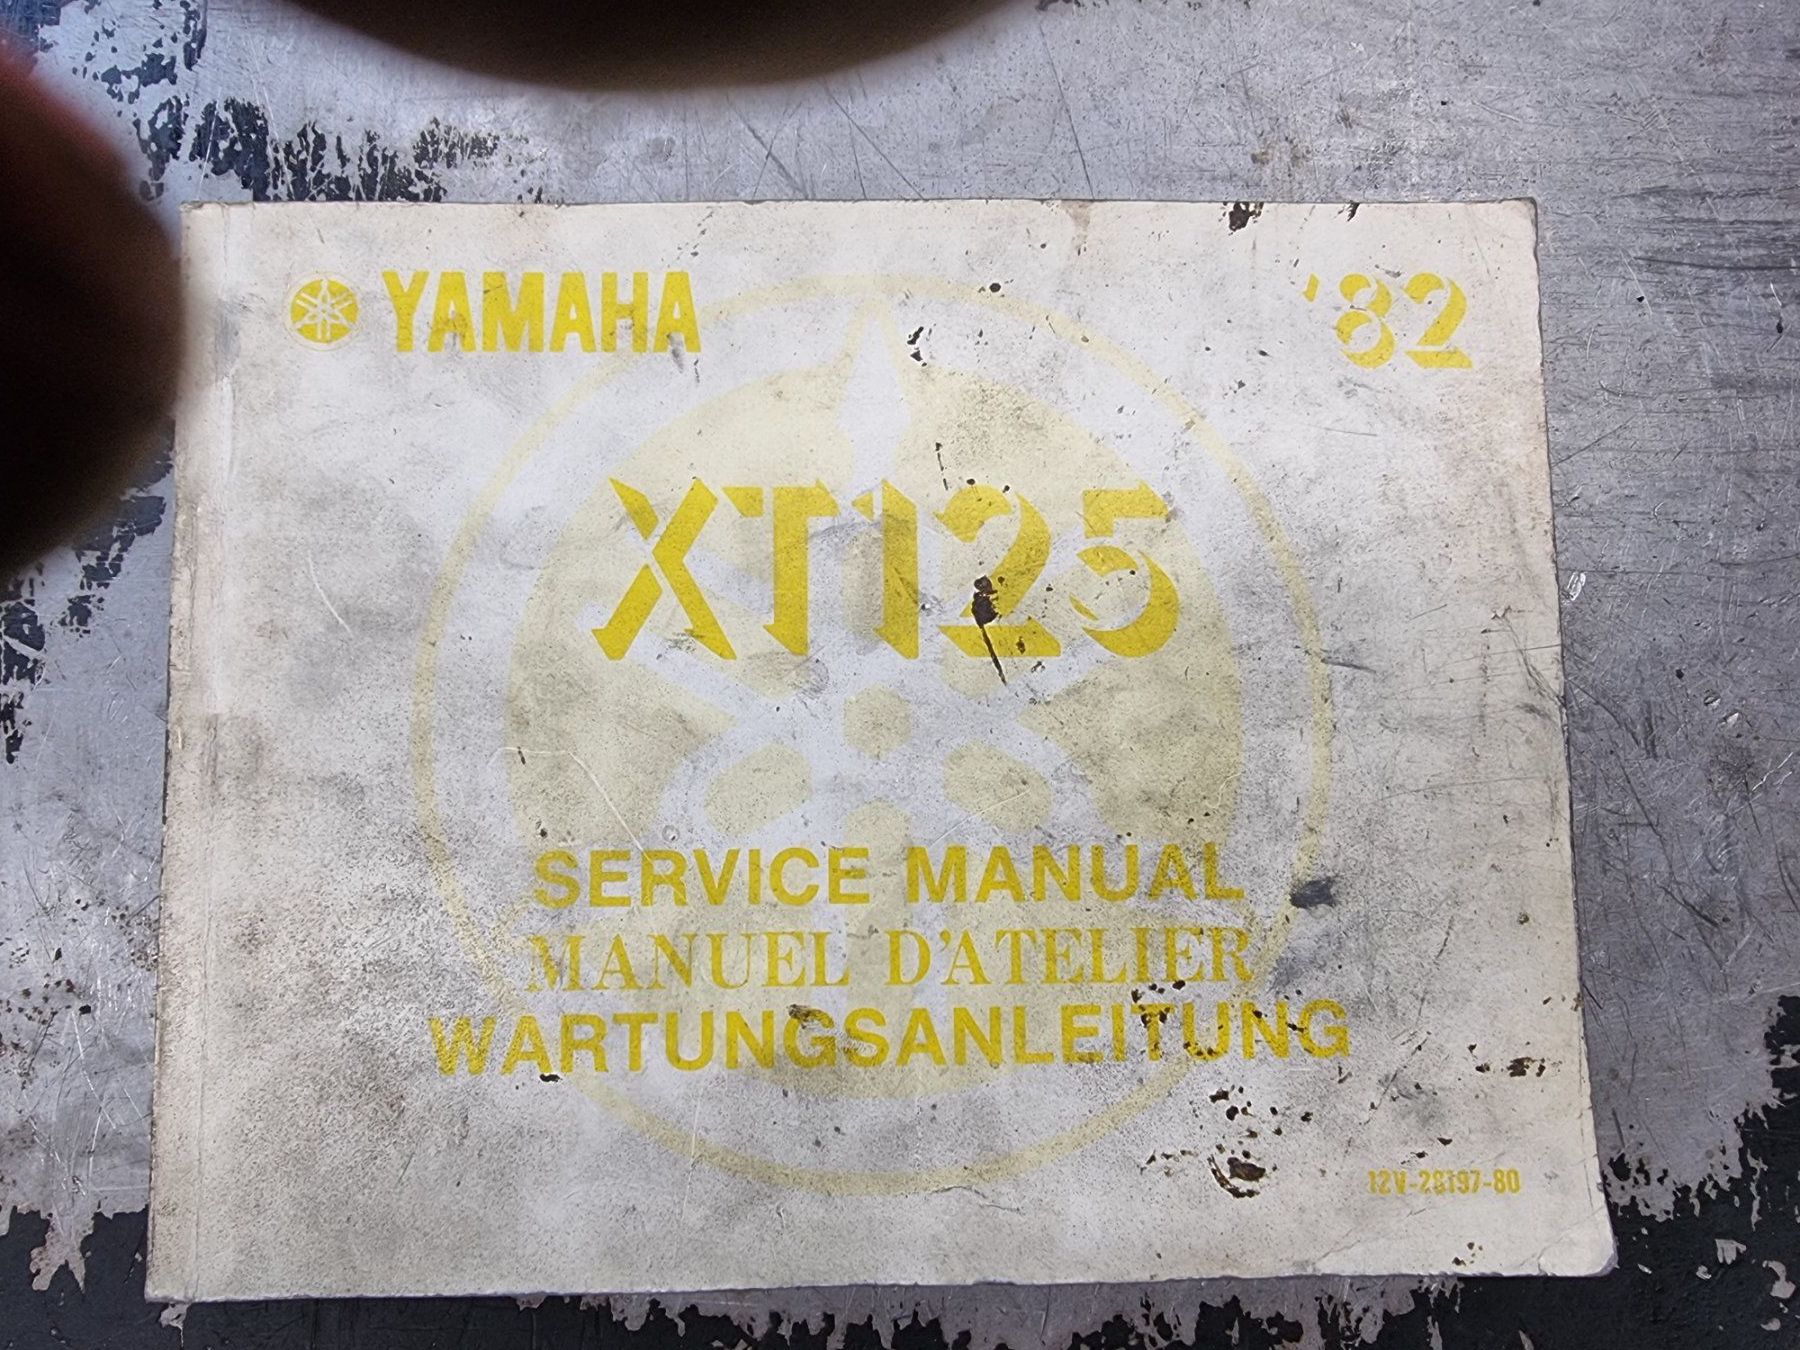 YAMAHA '82
XT125
SERVICE MANUAL
MANUEL D'ATELIER
WARTUNGSANLEITUNG
12V-28197-80